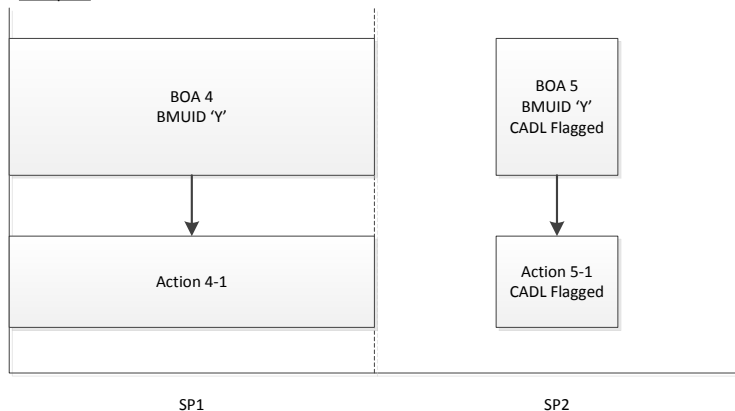 BOA 4
BMUID ‘Y’
BOA 5
BMUID ‘Y’
CADL Flagged
Action 4-1
Action 5-1
CADL Flagged
SP1
SP2